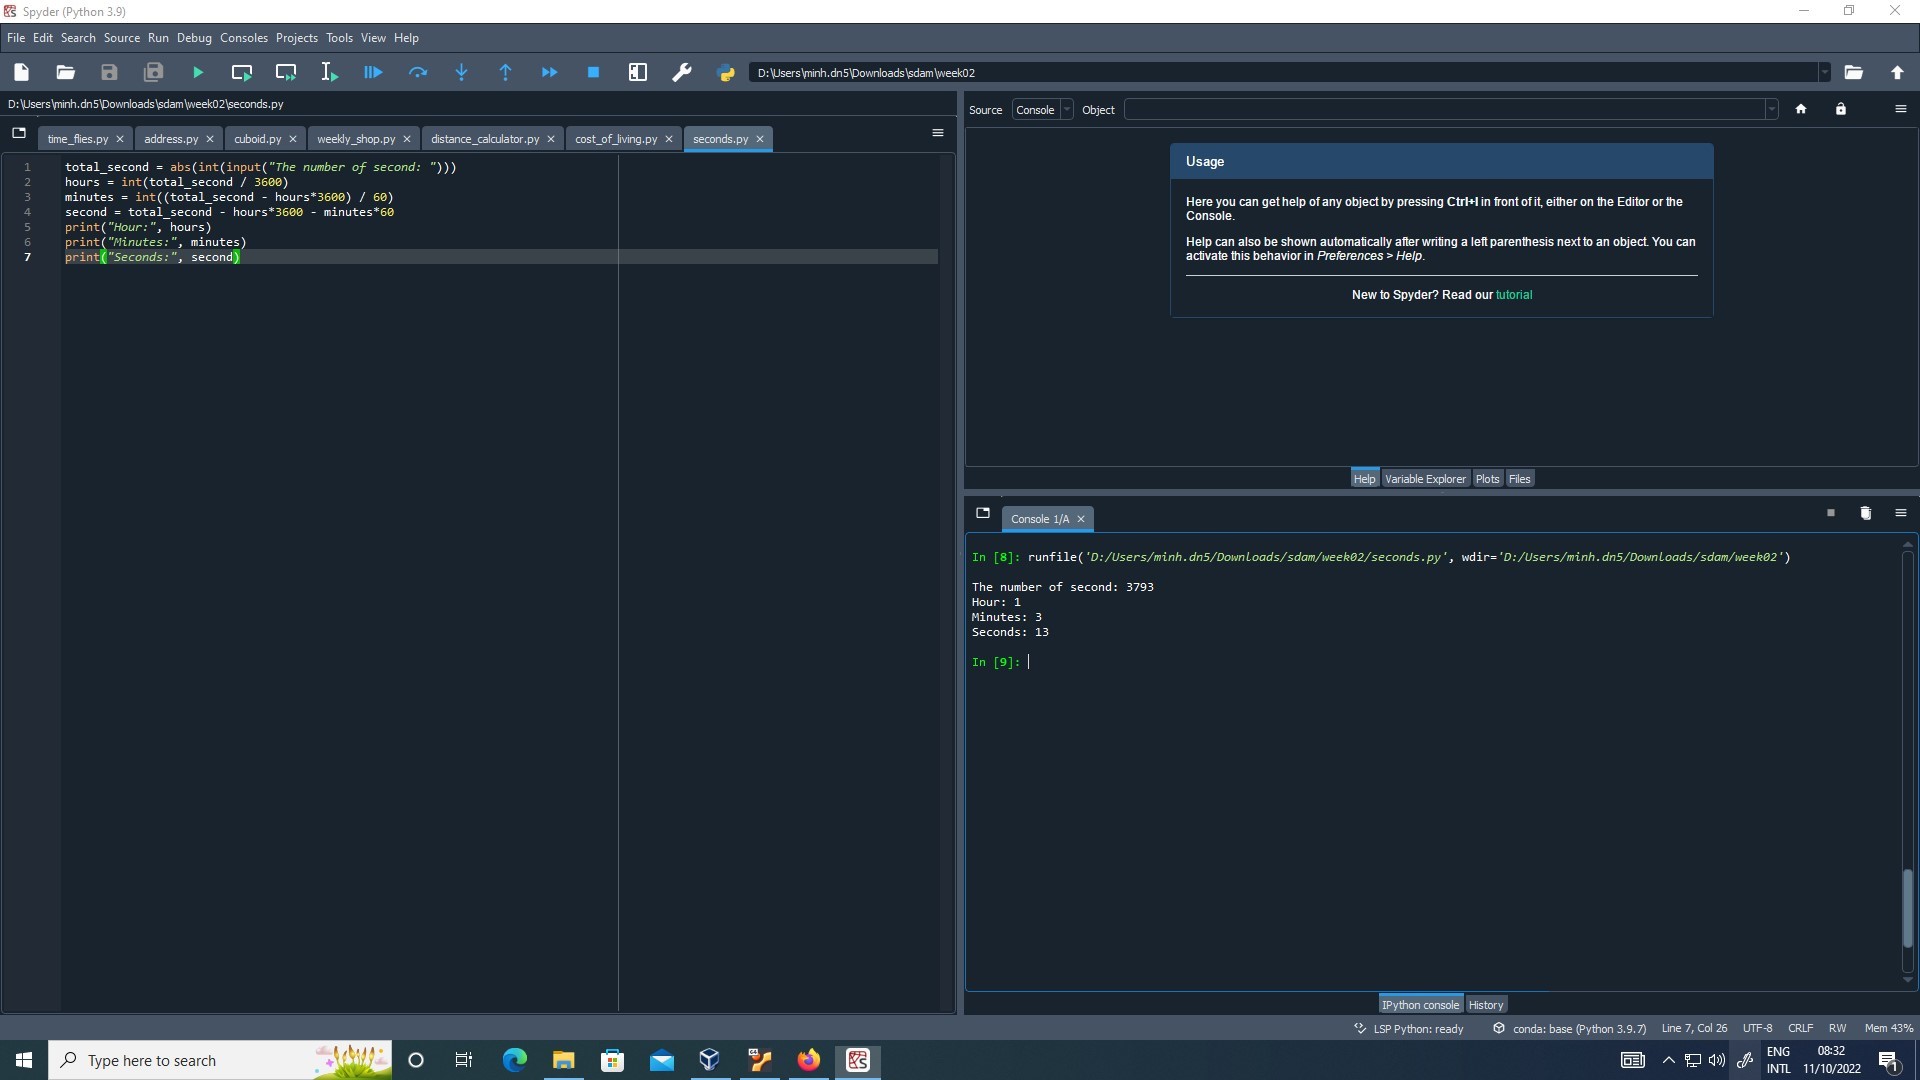 Spyder (Python 3.9)
File Edit Search Source Run Debug Consoles Projects Tools View Help
D:\Users\minh.dn5\Downloads\sdam\week02
D:\Users\minh.dn5\Downloads\sdam\week02\seconds.py
time_flies.py address.py cuboid.py weekly_shop.py distance_calculator.py cost_of_living.py seconds.py
1 total_second = abs(int(input("The number of second: ")))
2 hours = int(total_second / 3600)
3 minutes = int((total_second - hours*3600) / 60)
4 second = total_second - hours*3600 - minutes*60
5 print("Hour:", hours)
6 print("Minutes:", minutes)
7 print("Seconds:", second)
Source Console Object
Usage
Here you can get help of any object by pressing Ctrl+I in front of it, either on the Editor or the
Console.
Help can also be shown automatically after writing a left parenthesis next to an object. You can
activate this behavior in Preferences > Help.
New to Spyder? Read our tutorial
Help Variable Explorer Plots Files
Console 1/A
In [8]: runfile('D:/Users/minh.dn5/Downloads/sdam/week02/seconds.py', wdir='D:/Users/minh.dn5/Downloads/sdam/week02')
The number of second: 3793
Hour: 1
Minutes: 3
Seconds: 13
In [9]:
IPython console History
LSP Python: ready conda: base (Python 3.9.7) Line 7, Col 26 UTF-8 CRLF RW Mem 43%
Type here to search
ENG
INTL
08:32
11/10/2022
1